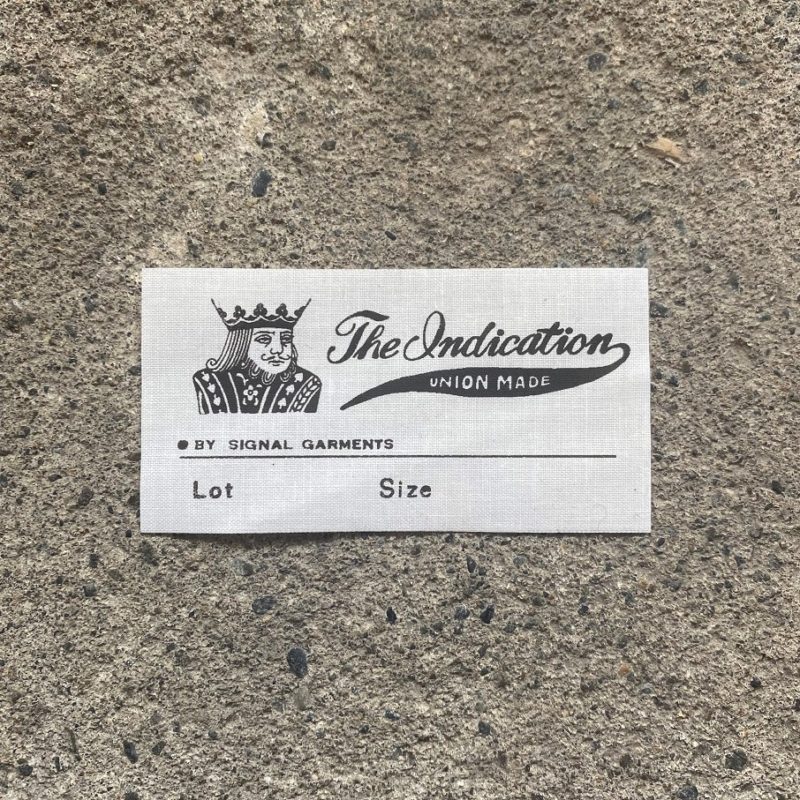 The Indication
UNION MADE
BY SIGNAL GARMENTS
Lot Size